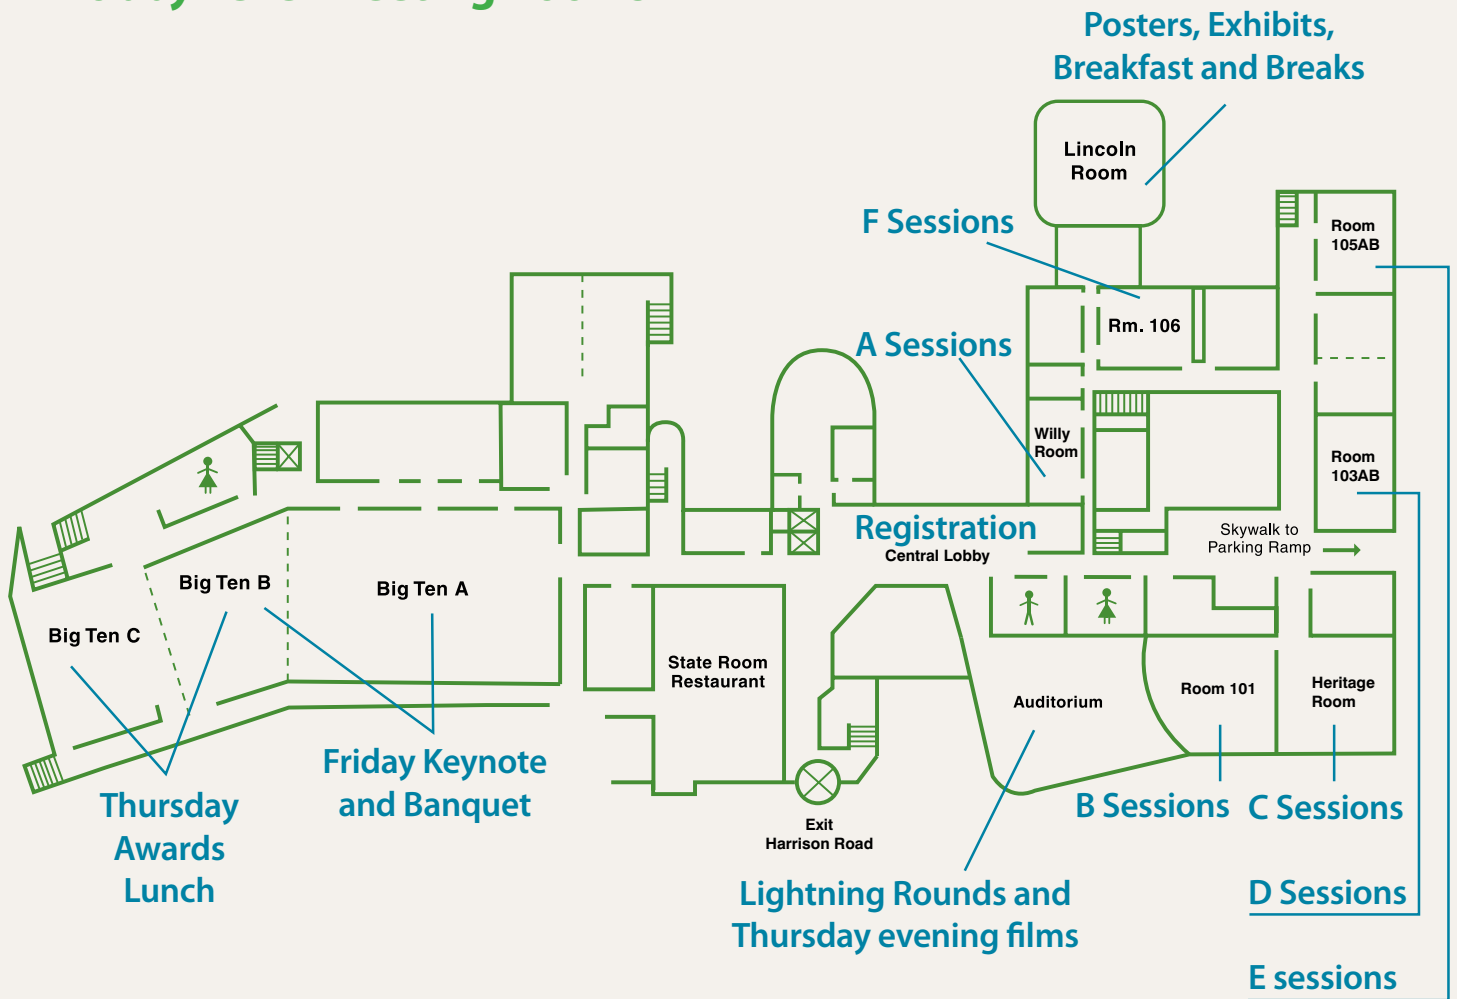 Posters, Exhibits,
Breakfast and Breaks
Lincoln
Room
F Sessions
Room
105AB
Rm. 106
A Sessions
Willy
Room
Room
103AB
Registration
Central Lobby
Skywalk to
Parking Ramp
Big Ten B
Big Ten A
Big Ten C
State Room
Restaurant
Auditorium
Room 101
Heritage
Room
Friday Keynote
and Banquet
Thursday
Awards
Lunch
Exit
Harrison Road
B Sessions
C Sessions
Lightning Rounds and
Thursday evening films
D Sessions
E sessions